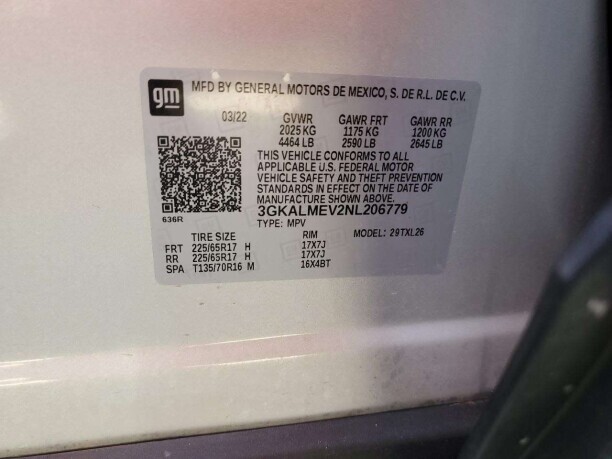 gm
MFD BY GENERAL MOTORS DE MEXICO, S. DE R.L. DE C.V.
03/22 GVWR GAWR FRT GAWR RR
2025 KG 1175 KG 1200 KG
4464 LB 2590 LB 2645 LB
THIS VEHICLE CONFORMS TO ALL
APPLICABLE U.S. FEDERAL MOTOR
VEHICLE SAFETY AND THEFT PREVENTION
STANDARDS IN EFFECT ON THE DATE OF
MANUFACTURE SHOWN ABOVE.
3GKALMEV2NL206779
636R
TYPE: MPV
MODEL: 29TXL26
TIRE SIZE RIM
FRT 225/65R17 H 17X7J
RR 225/65R17 H 17X7J
SPA T135/70R16 M 16X4BT